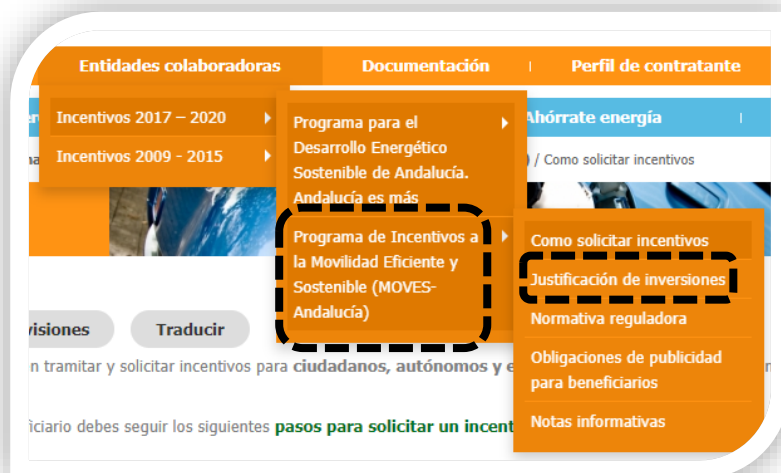 Entidades colaboradoras
Documentación
Perfil de contratante
Incentivos 2017 – 2020
Incentivos 2009 - 2015
Programa para el
Desarrollo Energético
Sostenible de Andalucía.
Andalucía es más
Programa de Incentivos a
la Movilidad Eficiente y
Sostenible (MOVES-
Andalucía)
Ahórrate energía
) / Como solicitar incentivos
Como solicitar incentivos
Justificación de inversiones
Normativa reguladora
Obligaciones de publicidad
para beneficiarios
Notas informativas
visiones
Traducir
n tramitar y solicitar incentivos para ciudadanos, autónomos y e
iciario debes seguir los siguientes pasos para solicitar un incent